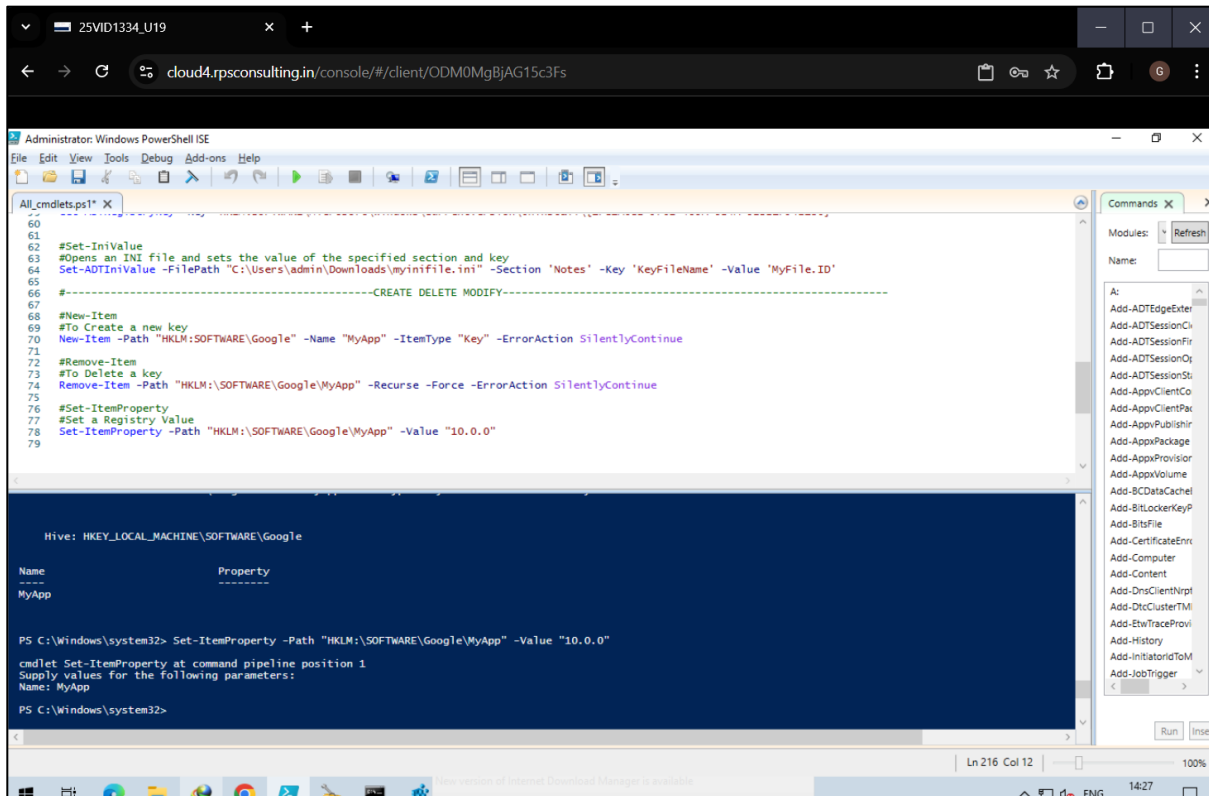 25VID1334_U19
cloud4.rpsconsulting.in/console/#/client/ODM0MgBjAG15c3Fs
G
Administrator: Windows PowerShell ISE
File Edit View Tools Debug Add-ons Help
All_cmdlets.ps1* X
60
61
62 #Set-IniValue
63 #Opens an INI file and sets the value of the specified section and key
64 Set-ADTIniValue -FilePath "C:\Users\admin\Downloads\myinifile.ini" -Section 'Notes' -Key 'KeyFileName' -Value 'MyFile.ID'
65
66 #-------------------------------------------CREATE DELETE MODIFY------------------------------------------------------
67
68 #New-Item
69 #To Create a new key
70 New-Item -Path "HKLM:SOFTWARE\Google" -Name "MyApp" -ItemType "Key" -ErrorAction SilentlyContinue
71
72 #Remove-Item
73 #To Delete a key
74 Remove-Item -Path "HKLM:\SOFTWARE\Google\MyApp" -Recurse -Force -ErrorAction SilentlyContinue
75
76 #Set-ItemProperty
77 #Set a Registry Value
78 Set-ItemProperty -Path "HKLM:\SOFTWARE\Google\MyApp" -Value "10.0.0"
79
Hive: HKEY_LOCAL_MACHINE\SOFTWARE\Google
Name Property
---- --------
MyApp
PS C:\Windows\system32> Set-ItemProperty -Path "HKLM:\SOFTWARE\Google\MyApp" -Value "10.0.0"
cmdlet Set-ItemProperty at command pipeline position 1
Supply values for the following parameters:
Name: MyApp
PS C:\Windows\system32>
Commands X
Modules: Refresh
Name:
A:
Add-ADTEdgeExter
Add-ADTSessionCl
Add-ADTSessionFir
Add-ADTSessionOp
Add-ADTSessionSta
Add-AppvClientCo
Add-AppvClientPac
Add-AppvPublishir
Add-AppxPackage
Add-AppxProvisior
Add-AppxVolume
Add-BCDataCacheE
Add-BitLockerKeyP
Add-BitsFile
Add-CertificateEnro
Add-Computer
Add-Content
Add-DnsClientNrpt
Add-DtcClusterTM
Add-EtwTraceProvi
Add-History
Add-InitiatorIdToM
Add-JobTrigger
Run Inse
Ln 216 Col 12 100%
New version of Internet Download Manager is available
ENG 14:27